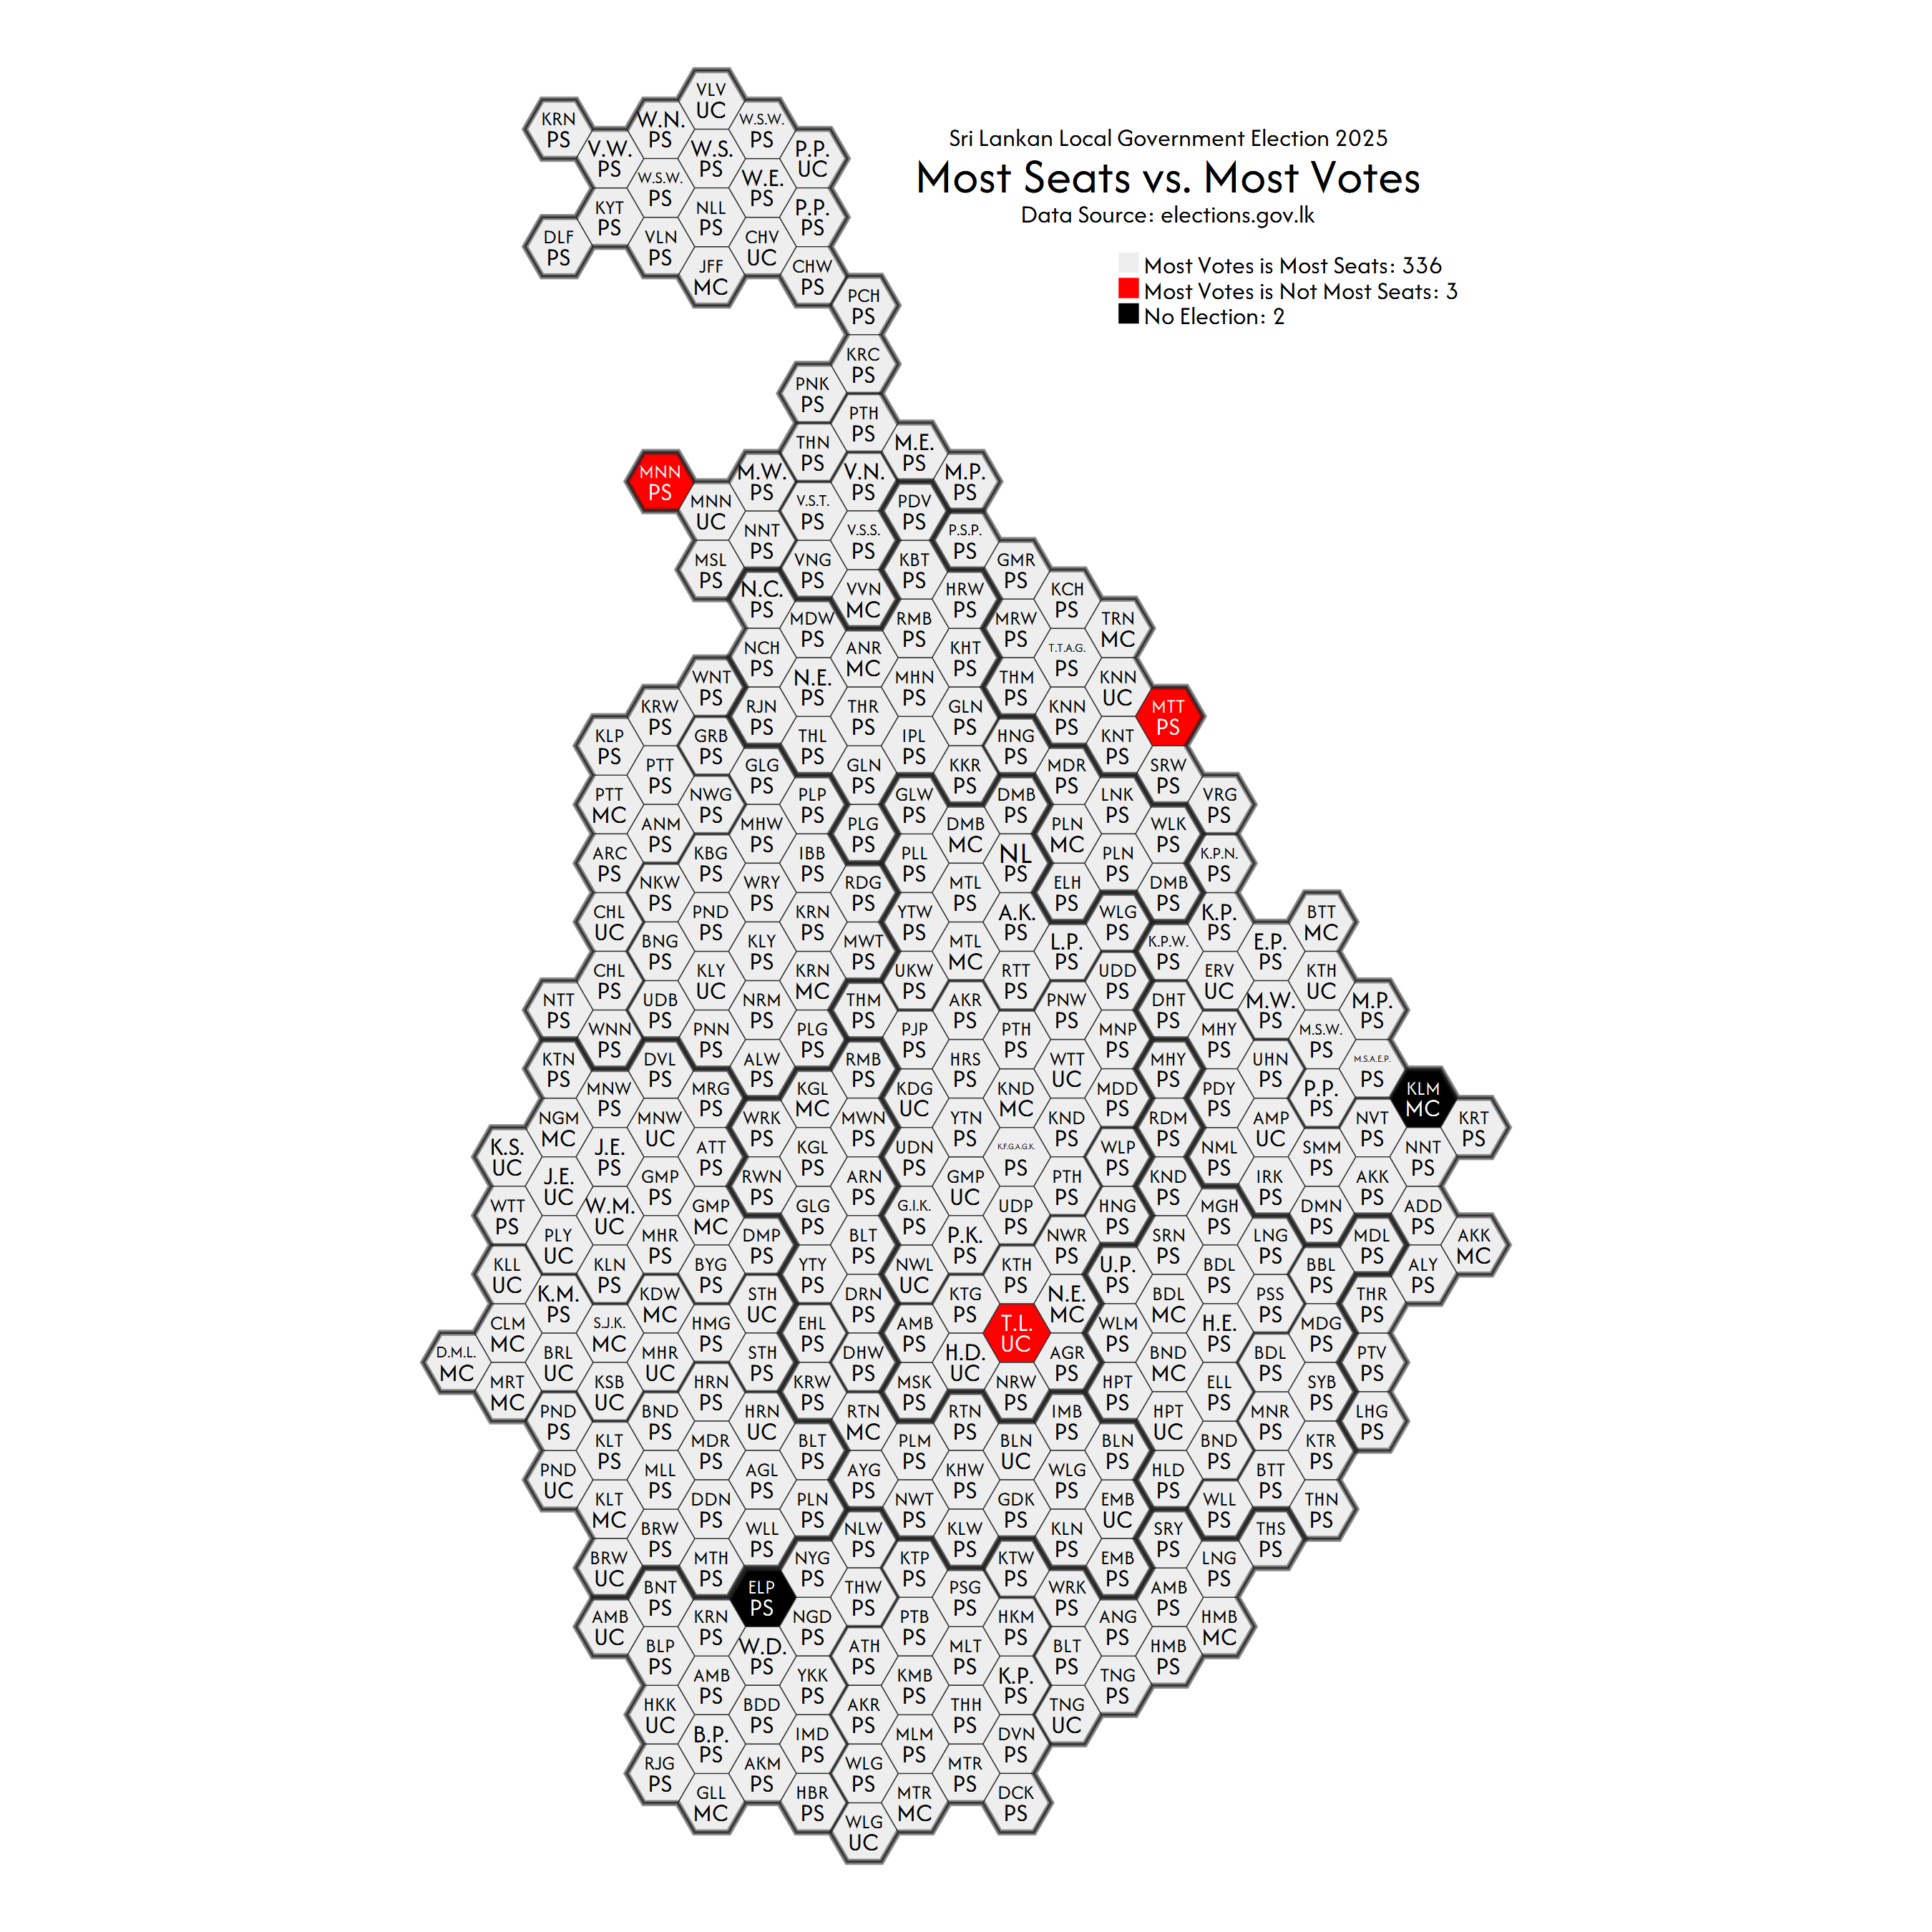 Sri Lankan Local Government Election 2025
Most Seats vs. Most Votes
Data Source: elections.gov.lk
Most Votes is Most Seats: 336
Most Votes is Not Most Seats: 3
No Election: 2
VLV
UC
KRN W.N. W.S.W.
PS PS PS
V.W. W.S. P.P.
PS PS UC
W.S.W. W.E.
PS PS
KYT NLL P.P.
PS PS PS
DLF VLN CHV
PS PS UC
JFF CHW
MC PS
PCH
PS
KRC
PS
PNK
PS
PTH
PS
THN M.E.
PS PS
MNN M.W. V.N. M.P.
PS PS PS PS
MNN V.S.T. PDV
UC PS PS
NNT V.S.S. P.S.P.
PS PS PS
MSL VNG KBT GMR
PS PS PS PS
N.C. VVN HRW KCH
PS MC PS PS
MDW RMB MRW TRN
PS PS PS MC
NCH ANR KHT T.T.A.G.
PS MC PS PS
WNT N.E. MHN THM KNN
PS PS PS PS UC
KRW RJN THR GLN KNN MTT
PS PS PS PS PS PS
KLP GRB THL IPL HNG KNT
PS PS PS PS PS PS
PTT GLG GLN KKR MDR SRW
PS PS PS PS PS PS
PTT NWG PLP GLW DMB LNK VRG
MC PS PS PS PS PS PS
ANM MHW PLG DMB PLN WLK
PS PS PS MC MC PS
ARC KBG IBB PLL NL PLN K.P.N.
PS PS PS PS PS PS PS
NKW WRY RDG MTL ELH DMB
PS PS PS PS PS PS
CHL PND KRN YTW A.K. WLG K.P. BTT
UC PS PS PS PS PS PS MC
BNG KLY MWT MTL L.P. K.P.W. E.P.
PS PS PS MC PS PS PS
CHL KLY KRN UKW RTT UDD ERV KTH
PS UC MC PS PS PS UC UC
NTT UDB NRM THM AKR PNW DHT M.W. M.P.
PS PS PS PS PS PS PS PS PS
WNN PNN PLG PJP PTH MNP MHY M.S.W.
PS PS PS PS PS PS PS PS
KTN DVL ALW RMB HRS WTT MHY UHN M.S.A.E.P.
PS PS PS PS PS UC PS PS PS
MNW MRG KGL KDG KND MDD PDY P.P. KLM
PS PS MC UC MC PS PS PS MC
NGM MNW WRK MWN YTN KND RDM AMP NVT KRT
MC UC PS PS PS PS PS UC PS PS
K.S. J.E. ATT KGL UDN K.F.G.A.G.K. WLP NML SMM NNT
UC PS PS PS PS PS PS PS PS PS
J.E. GMP RWN ARN GMP PTH KND IRK AKK
UC PS PS PS UC PS PS PS PS
WTT W.M. GMP GLG G.I.K. UDP HNG MGH DMN ADD
PS UC MC PS PS PS PS PS PS PS
PLY MHR DMP BLT P.K. NWR SRN LNG MDL AKK
UC PS PS PS PS PS PS PS PS MC
KLL KLN BYG YTY NWL KTH U.P. BDL BBL ALY
UC PS PS PS UC PS PS PS PS PS
K.M. KDW STH DRN KTG N.E. BDL PSS THR
PS MC UC PS PS MC MC PS PS
CLM S.J.K. HMG EHL AMB T.L. WLM H.E. MDG
MC MC PS PS PS UC PS PS PS
D.M.L. BRL MHR STH DHW H.D. AGR BND BDL PTV
MC UC UC PS PS UC PS MC PS PS
MRT KSB HRN KRW MSK NRW HPT ELL SYB
MC UC PS PS PS PS PS PS PS
PND BND HRN RTN RTN IMB HPT MNR LHG
PS PS UC MC PS PS UC PS PS
KLT MDR BLT PLM BLN BLN BND KTR
PS PS PS PS UC PS PS PS
PND MLL AGL AYG KHW WLG HLD BTT
UC PS PS PS PS PS PS PS
KLT DDN PLN NWT GDK EMB WLL THN
MC PS PS PS PS UC PS PS
BRW WLL NLW KLW KLN SRY THS
PS PS PS PS PS PS PS
BRW MTH NYG KTP KTW EMB LNG
UC PS PS PS PS PS PS
BNT ELP THW PSG WRK AMB
PS PS PS PS PS PS
AMB KRN NGD PTB HKM ANG HMB
UC PS PS PS PS PS MC
BLP W.D. ATH MLT BLT HMB
PS PS PS PS PS PS
AMB YKK KMB K.P. TNG
PS PS PS PS PS
HKK BDD AKR THH TNG
UC PS PS PS UC
B.P. IMD MLM DVN
PS PS PS PS
RJG AKM WLG MTR
PS PS PS PS
GLL HBR MTR DCK
MC PS MC PS
WLG
UC